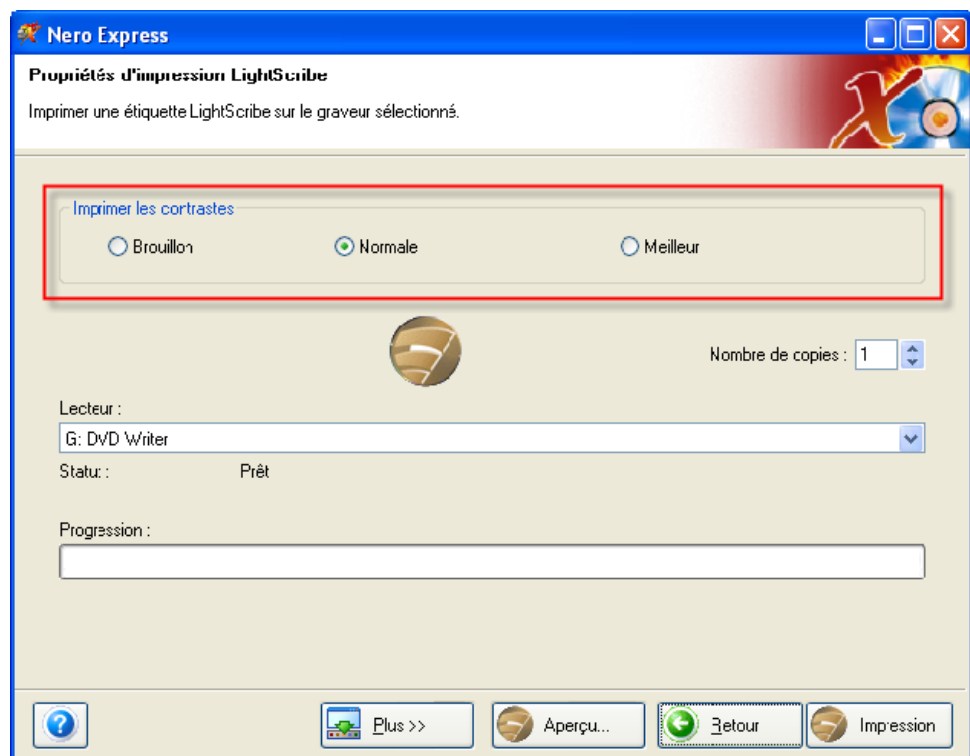 Nero Express
Propriétés d'impression LightScribe
Imprimer une étiquette LightScribe sur le graveur sélectionné.
Imprimer les contrastes
Brouillon Normale Meilleur
Nombre de copies : 1
Lecteur :
G: DVD Writer
Statut : Prêt
Progression :
Plus >> Aperçu... Retour Impression